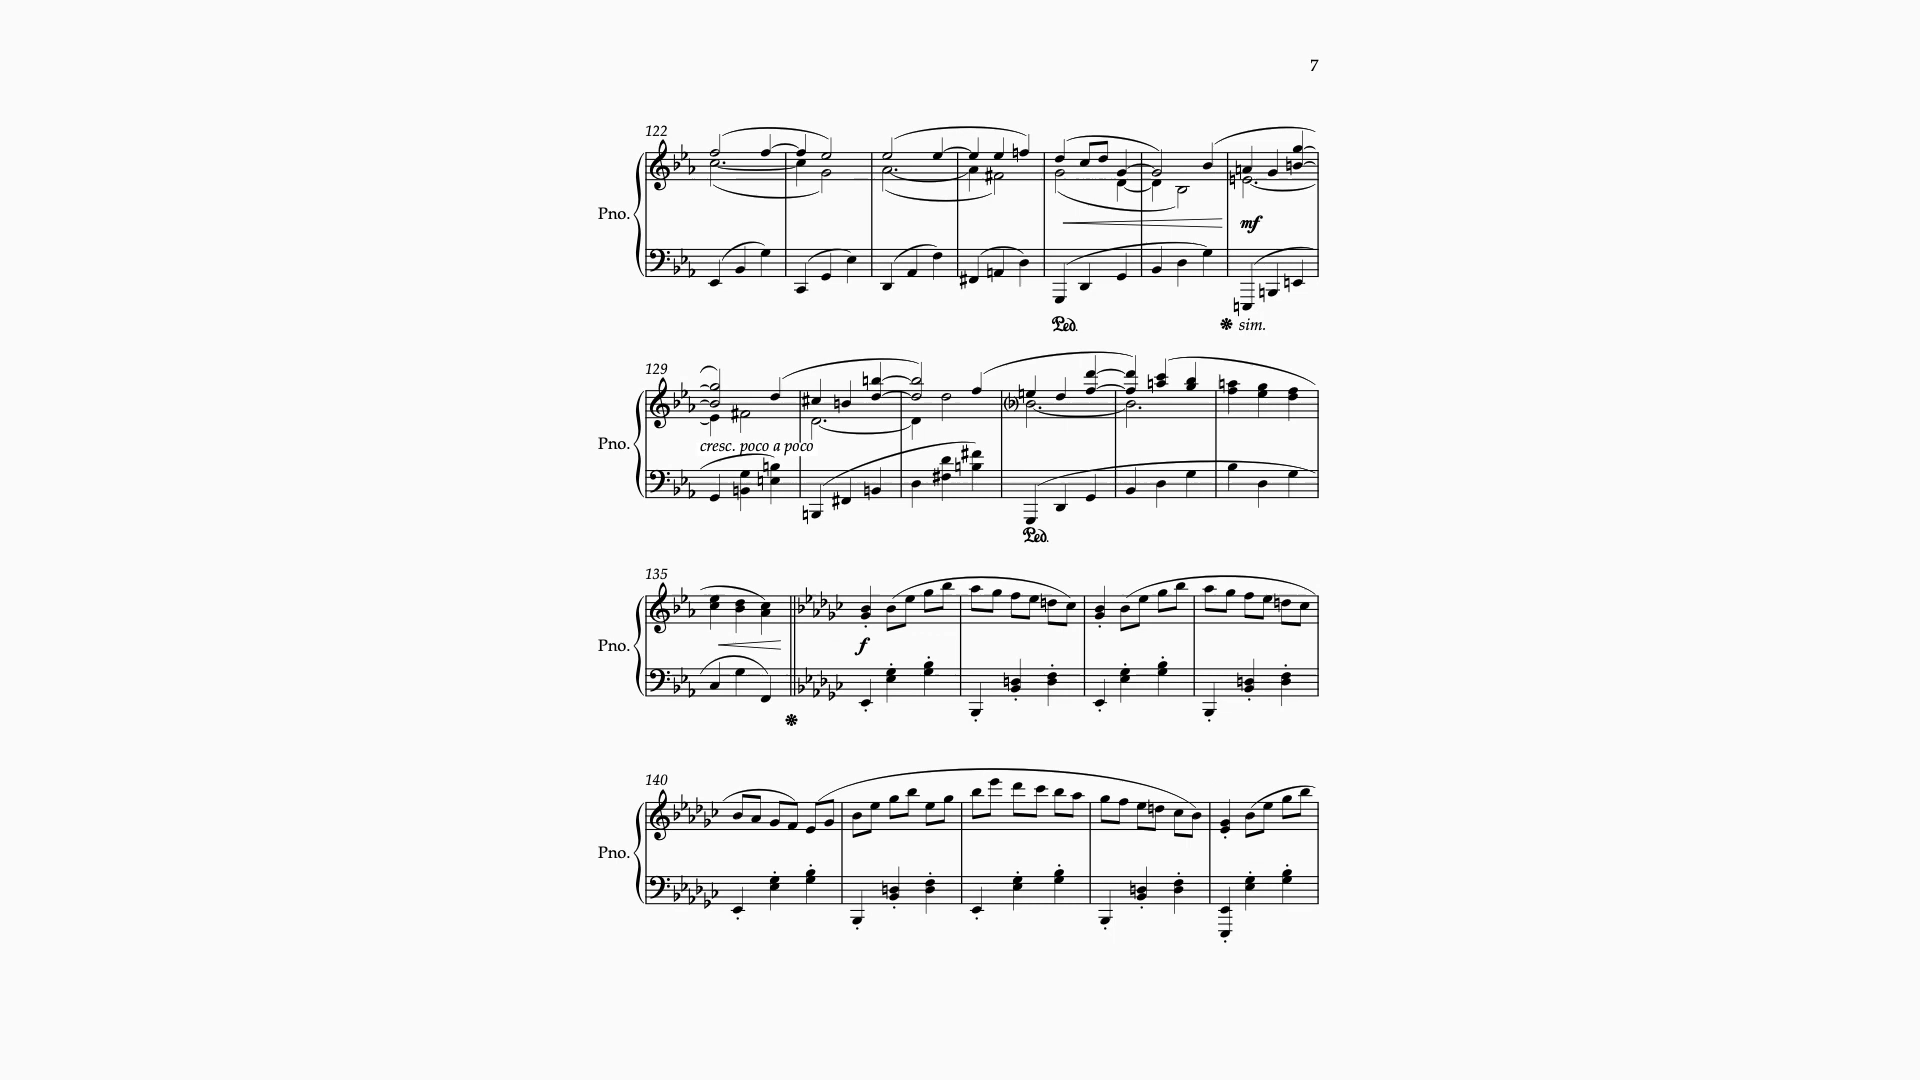 7
122
Pno.
mf
Ped.
sim.
129
Pno.
cresc. poco a poco
Ped.
135
Pno.
f
140
Pno.